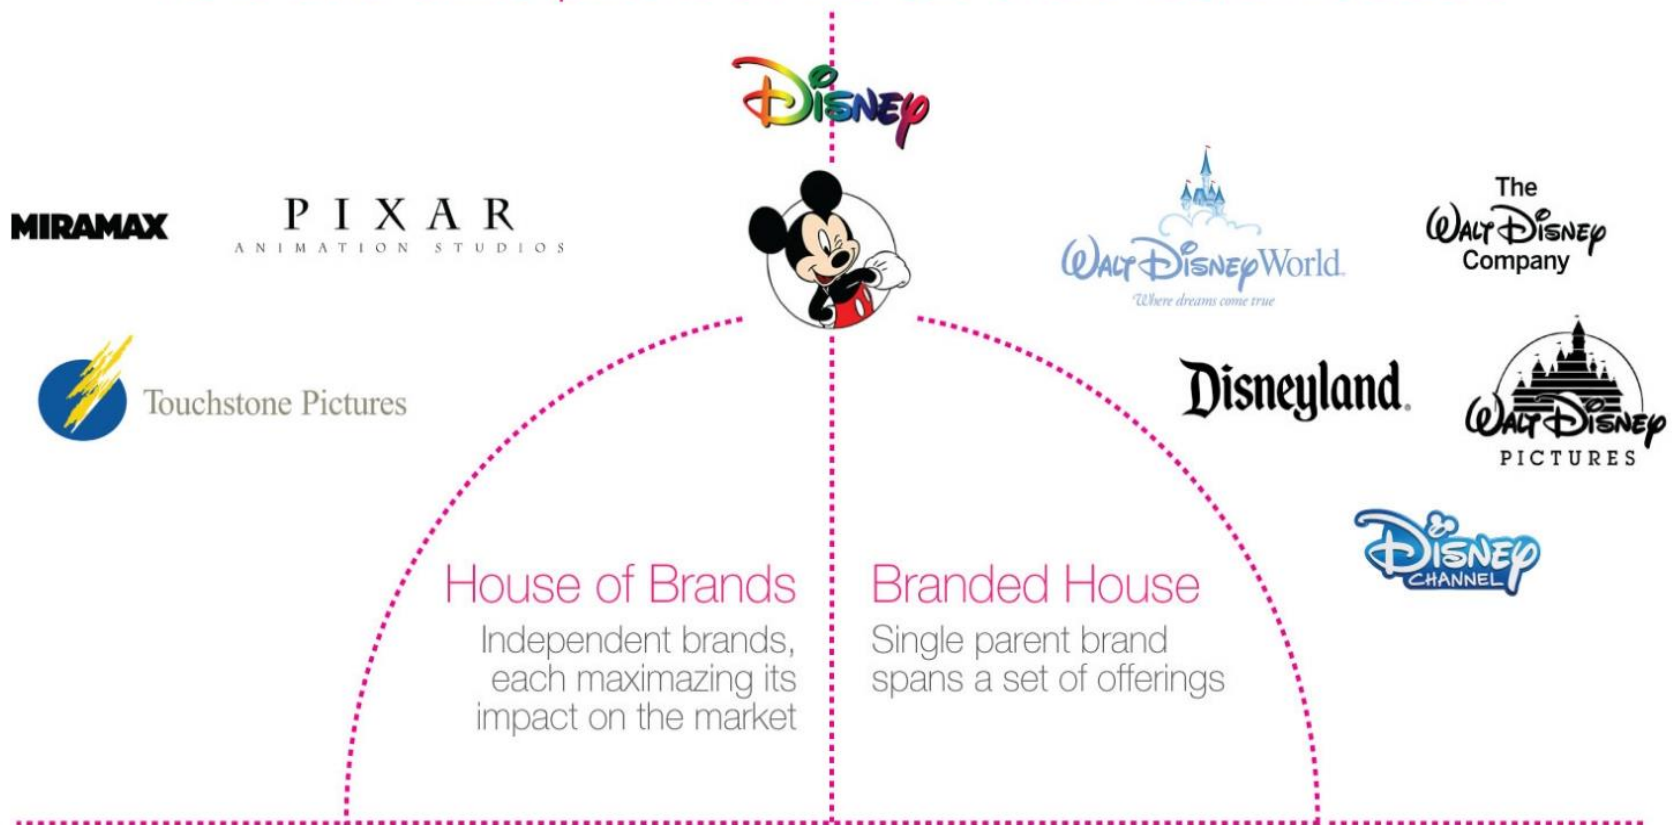 DISNEY
MIRAMAX
PIXAR
ANIMATION STUDIOS
WALT DISNEY World.
Where dreams come true
The
WALT DISNEY
Company
Touchstone Pictures
Disneyland®
WALT DISNEY
PICTURES
DISNEY
CHANNEL
House of Brands
Independent brands,
each maximazing its
impact on the market
Branded House
Single parent brand
spans a set of offerings